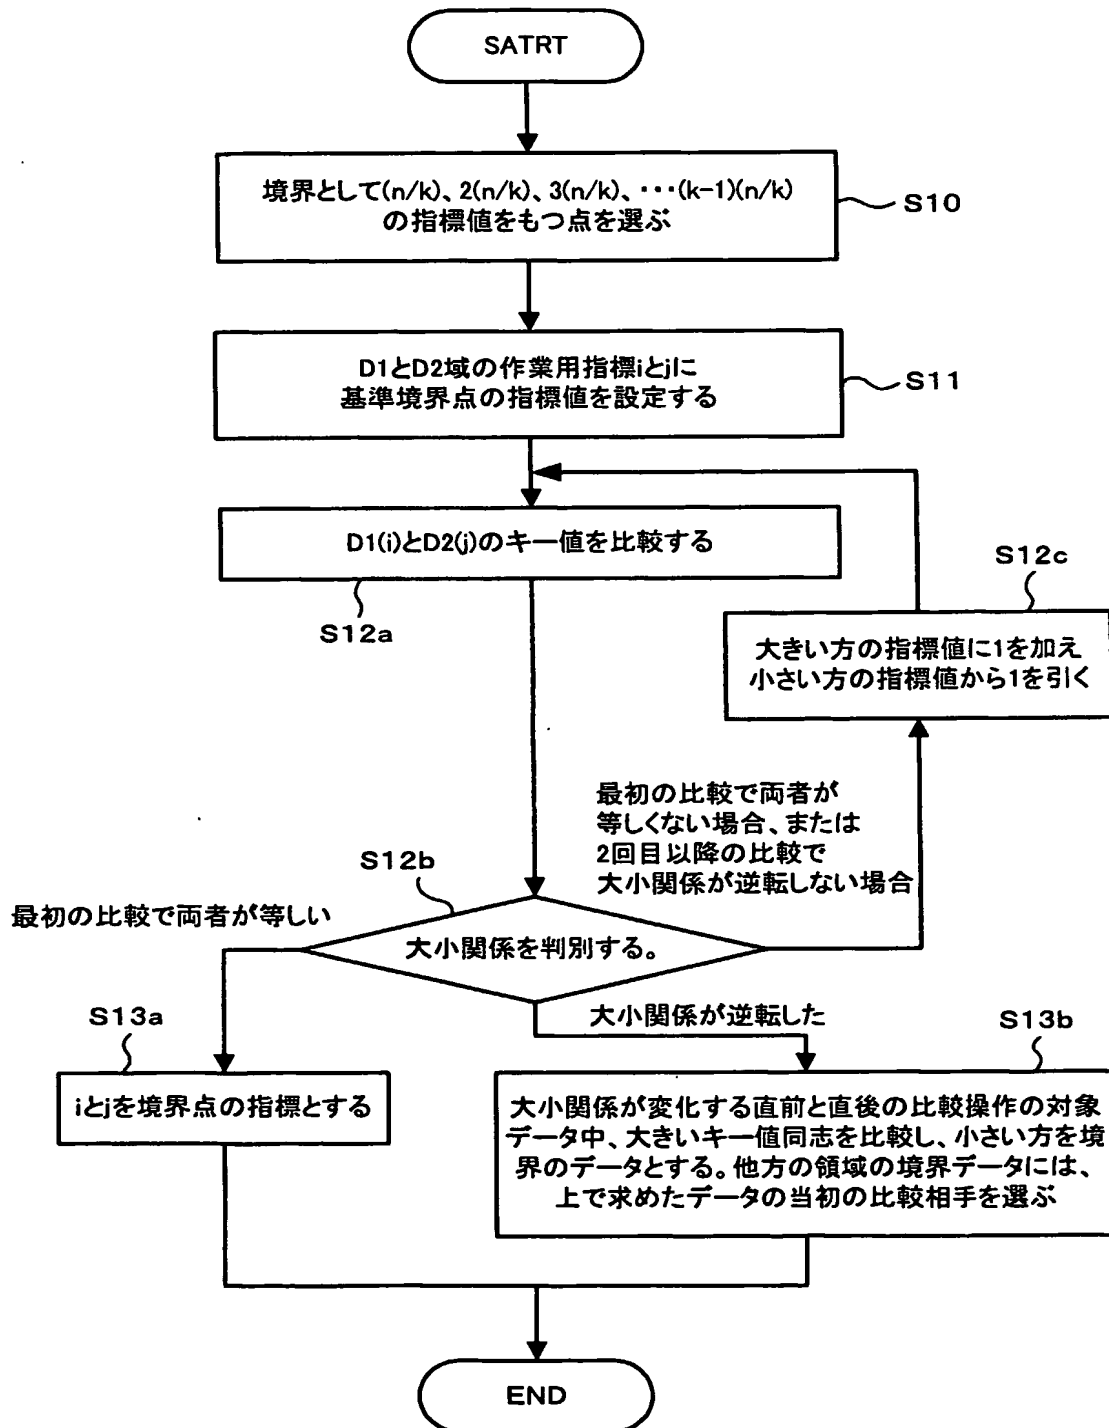 SATRT
境界として(n/k)、2(n/k)、3(n/k)、･･･(k-1)(n/k)
の指標値をもつ点を選ぶ
S10
D1とD2域の作業用指標iとjに
基準境界点の指標値を設定する
S11
D1(i)とD2(j)のキー値を比較する
S12a
S12c
大きい方の指標値に1を加え
小さい方の指標値から1を引く
最初の比較で両者が
等しくない場合、または
2回目以降の比較で
大小関係が逆転しない場合
S12b
最初の比較で両者が等しい
大小関係を判別する。
大小関係が逆転した
S13a
iとjを境界点の指標とする
S13b
大小関係が変化する直前と直後の比較操作の対象
データ中、大きいキー値同志を比較し、小さい方を境
界のデータとする。他方の領域の境界データには、
上で求めたデータの当初の比較相手を選ぶ
END